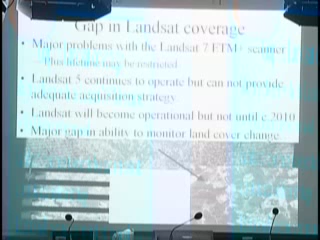 Gap in Landsat coverage
• Major problems with the Landsat 7 ETM+ scanner
– Plus lifetime may be restricted
• Landsat 5 continues to operate but can not provide
adequate acquisition strategy.
• Landsat will become operational but not until c.2010
• Major gap in ability to monitor land cover change.